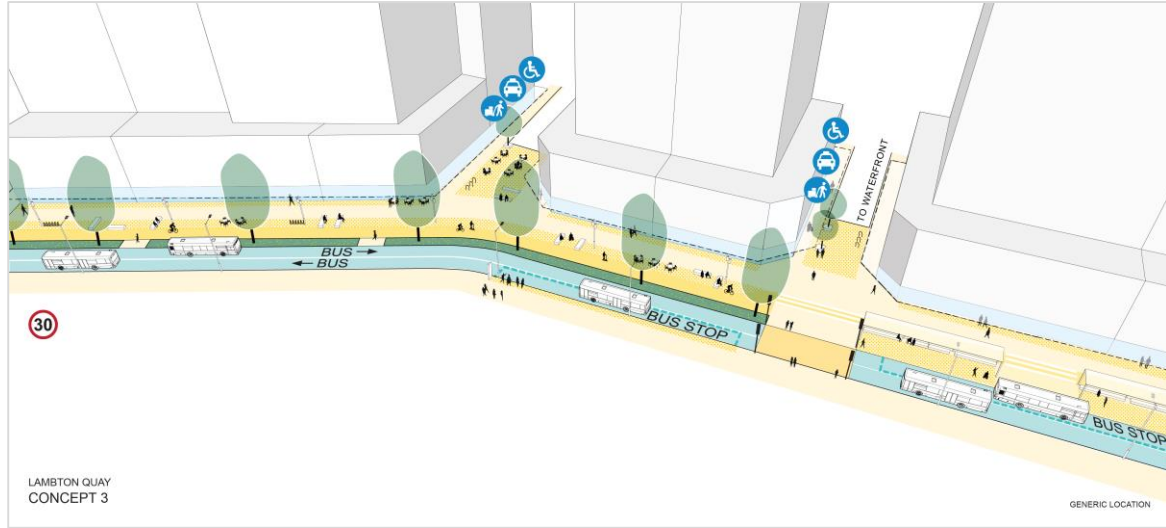 TO WATERFRONT
BUS →
← BUS
30
BUS STOP
BUS STOP
LAMBTON QUAY
CONCEPT 3
GENERIC LOCATION